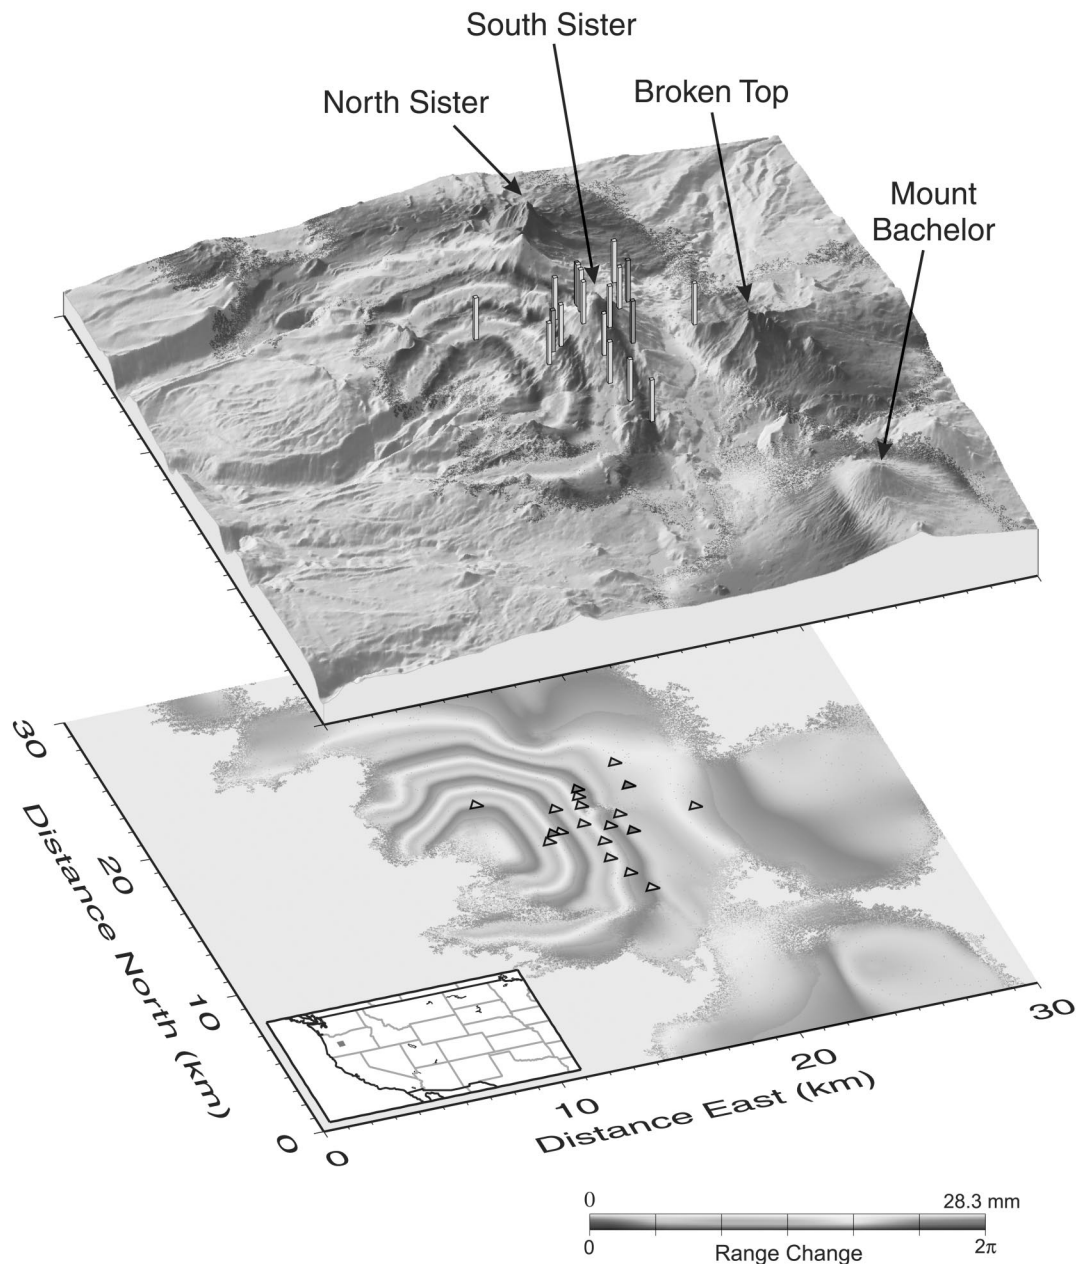 South Sister
North Sister
Broken Top
Mount
Bachelor
30
20
10
0
Distance North (km)
0
10
20
30
Distance East (km)
0
28.3 mm
0
2π
Range Change